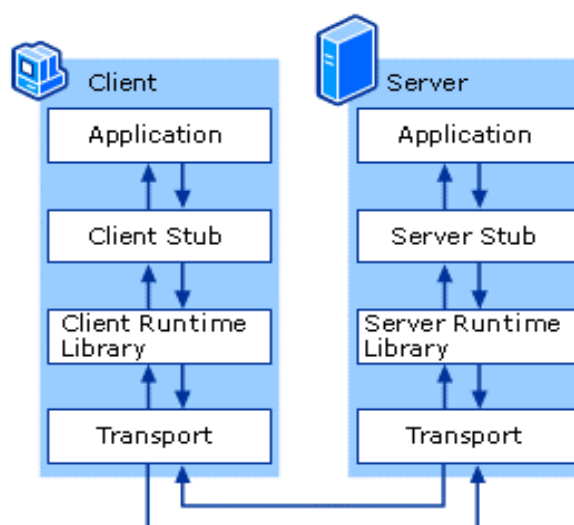 Client
Application
Client Stub
Client Runtime
Library
Transport
Server
Application
Server Stub
Server Runtime
Library
Transport